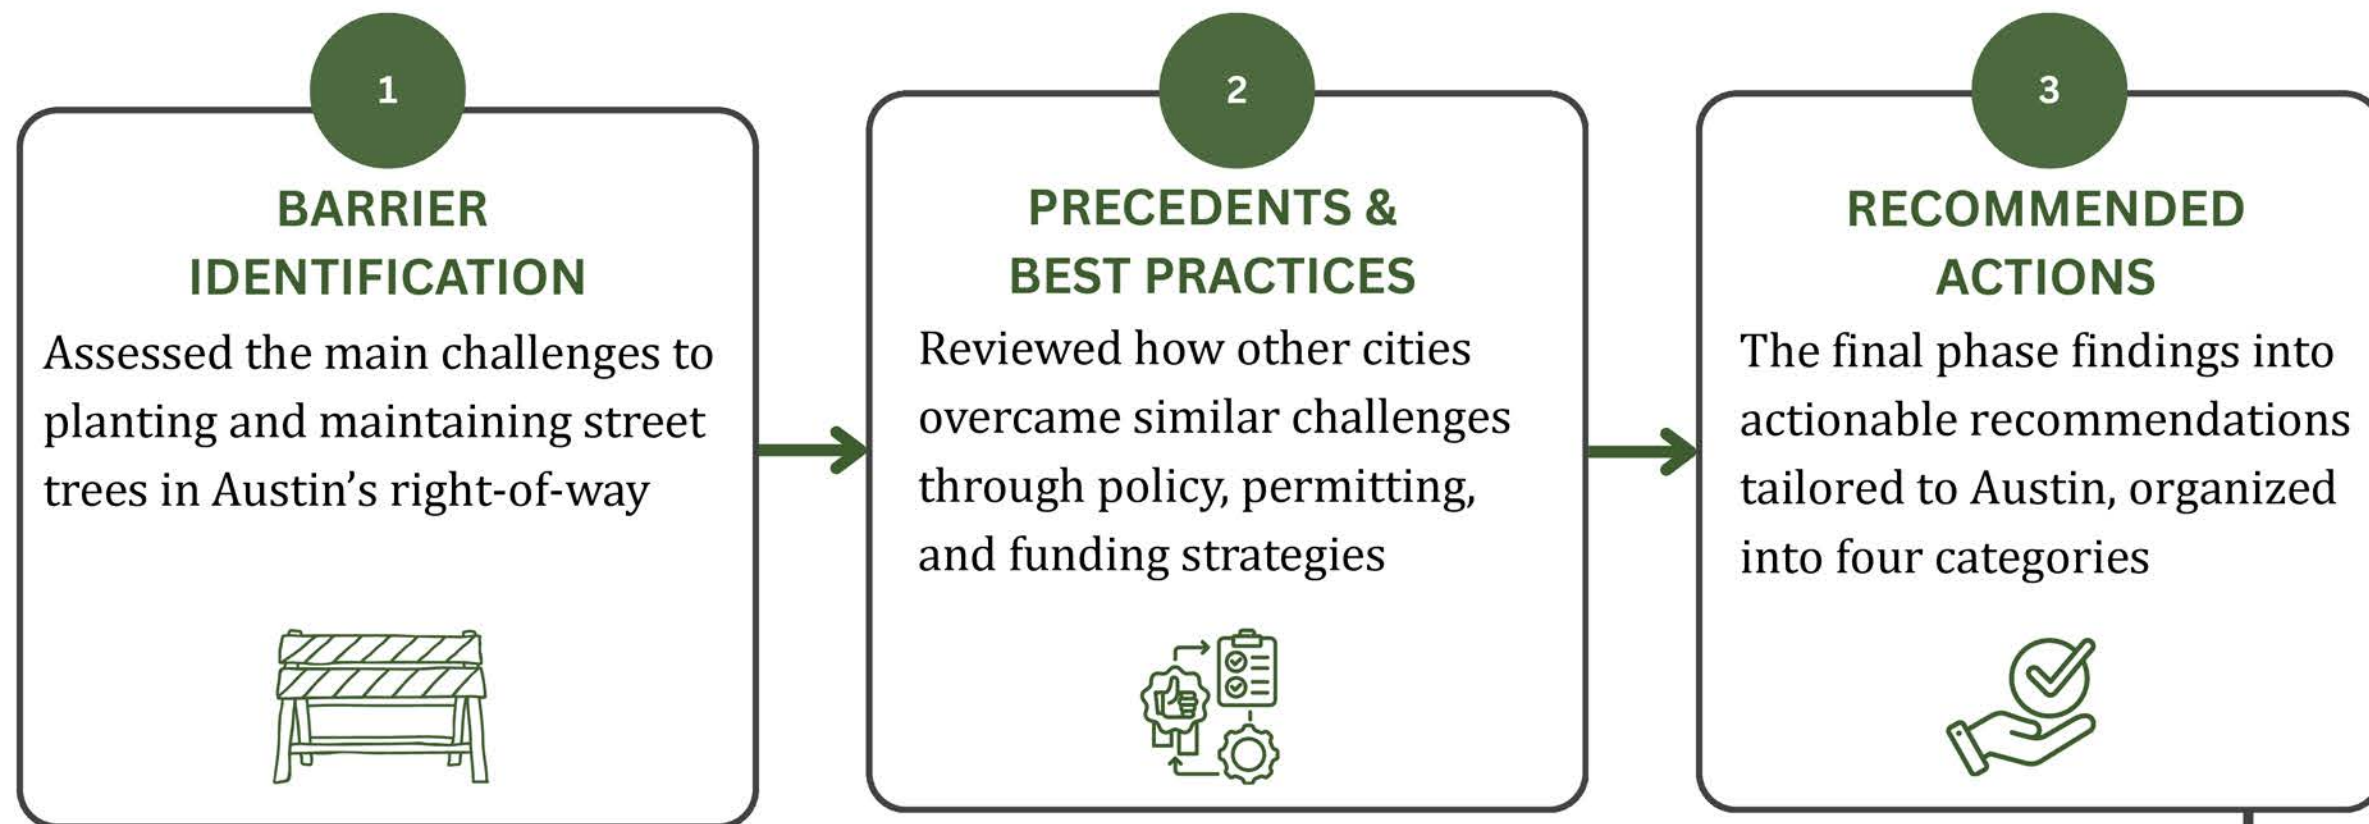 1
BARRIER
IDENTIFICATION
Assessed the main challenges to
planting and maintaining street
trees in Austin’s right-of-way
2
PRECEDENTS &
BEST PRACTICES
Reviewed how other cities
overcame similar challenges
through policy, permitting,
and funding strategies
3
RECOMMENDED
ACTIONS
The final phase findings into
actionable recommendations
tailored to Austin, organized
into four categories